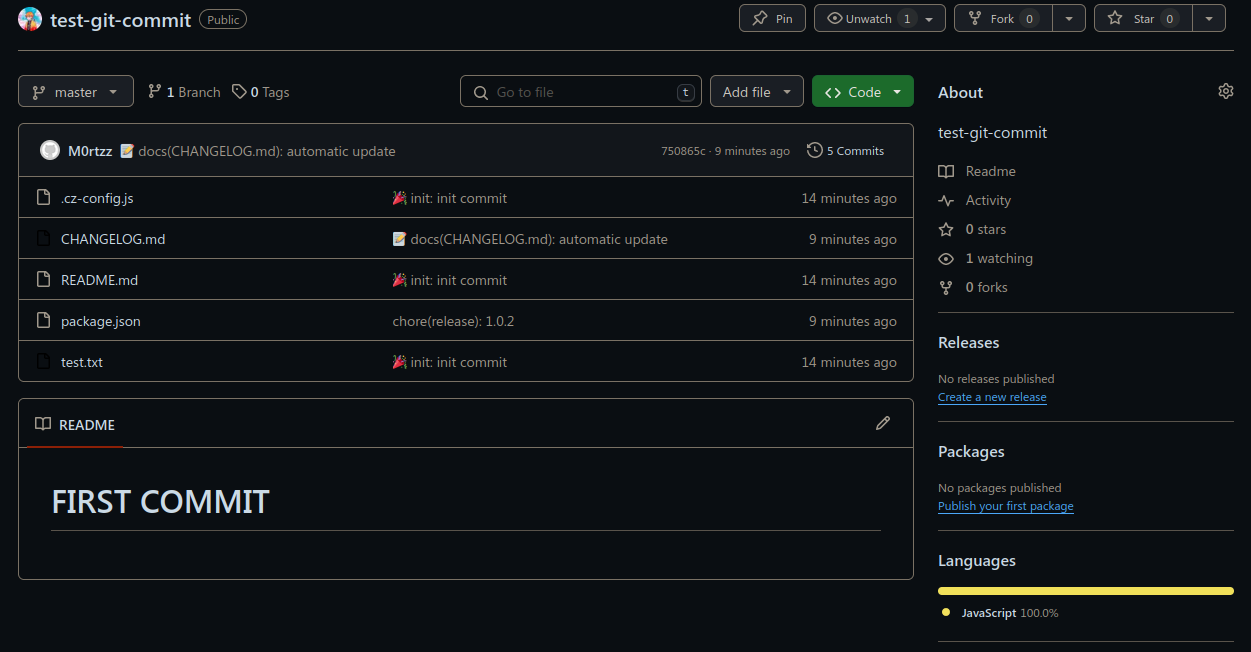 test-git-commit Public Pin Unwatch 1 Fork 0 Star 0
master 1 Branch 0 Tags Go to file t Add file Code
M0rtzz 📝 docs(CHANGELOG.md): automatic update 750865c · 9 minutes ago 5 Commits
.cz-config.js 🎉 init: init commit 14 minutes ago
CHANGELOG.md 📝 docs(CHANGELOG.md): automatic update 9 minutes ago
README.md 🎉 init: init commit 14 minutes ago
package.json chore(release): 1.0.2 9 minutes ago
test.txt 🎉 init: init commit 14 minutes ago
README
FIRST COMMIT
About
test-git-commit
Readme
Activity
0 stars
1 watching
0 forks
Releases
No releases published
Create a new release
Packages
No packages published
Publish your first package
Languages
JavaScript 100.0%